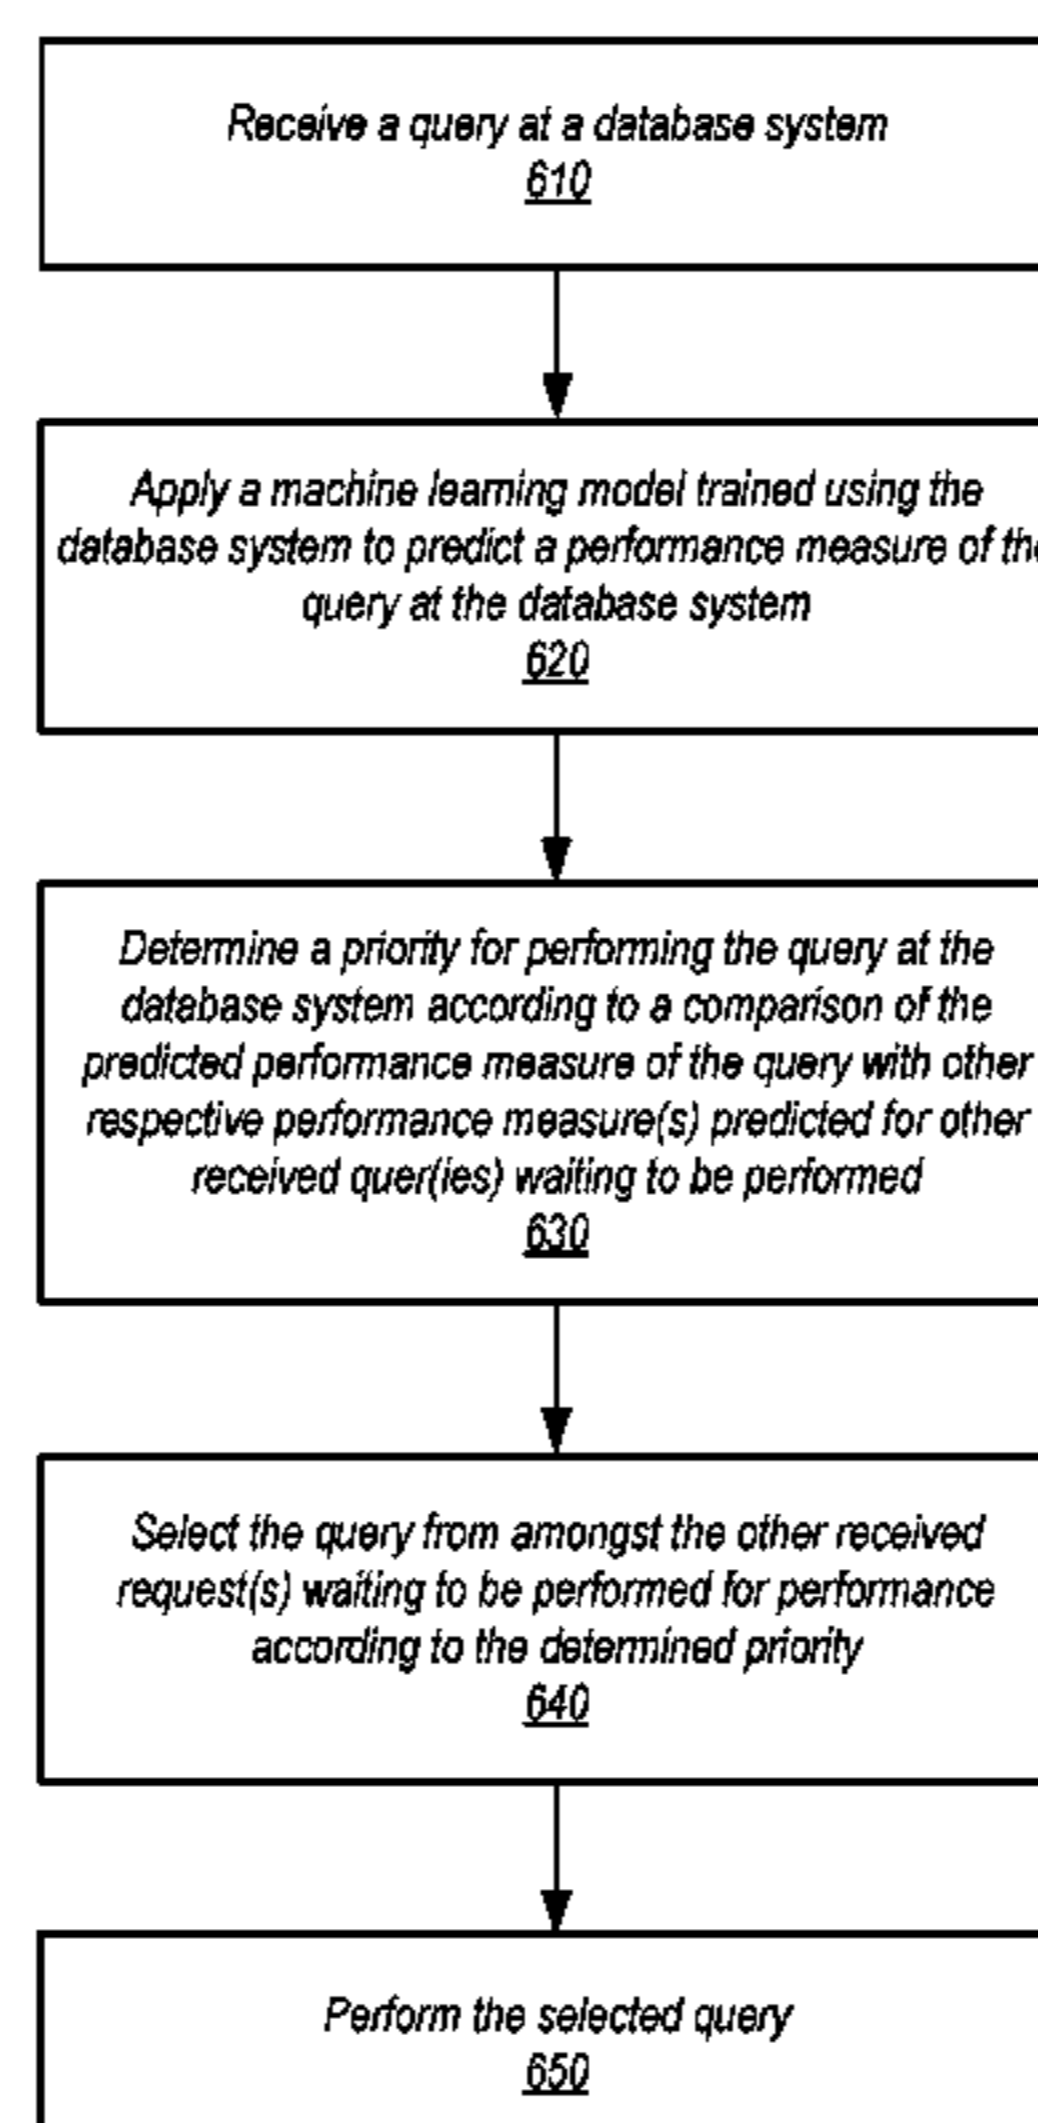 Receive a query at a database system
610
Apply a machine learning model trained using the
database system to predict a performance measure of the
query at the database system
620
Determine a priority for performing the query at the
database system according to a comparison of the
predicted performance measure of the query with other
respective performance measure(s) predicted for other
received quer(ies) waiting to be performed
630
Select the query from amongst the other received
request(s) waiting to be performed for performance
according to the determined priority
640
Perform the selected query
650